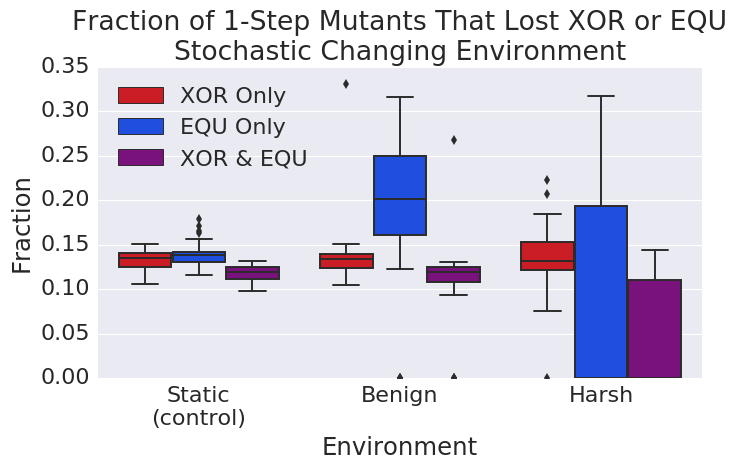 Fraction of 1-Step Mutants That Lost XOR or EQU
Stochastic Changing Environment
0.35
0.30
0.25
0.20
0.15
0.10
0.05
0.00
Fraction
XOR Only
EQU Only
XOR & EQU
Static
(control)
Benign
Harsh
Environment